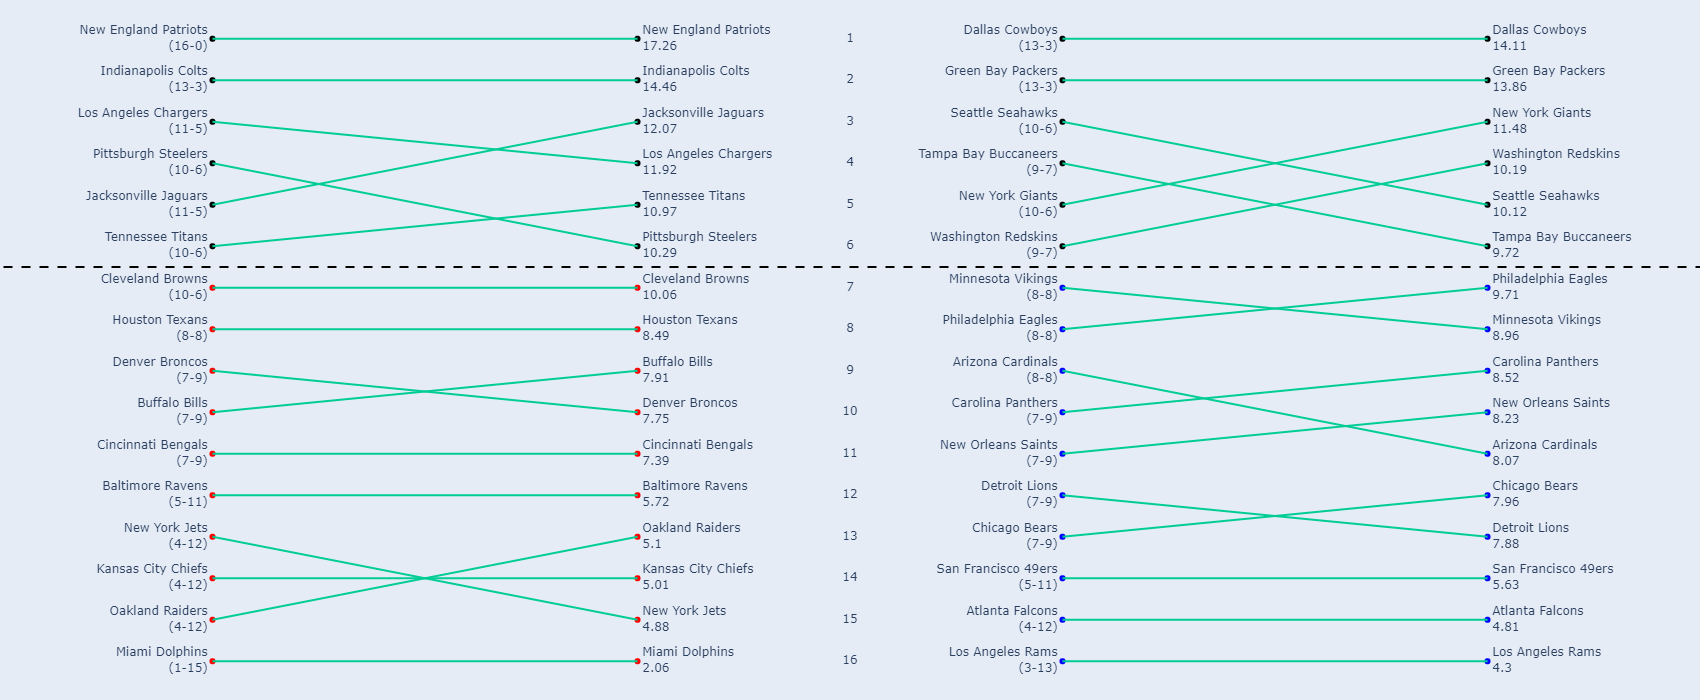 New England Patriots
(16-0)
New England Patriots
17.26
1
Dallas Cowboys
(13-3)
Dallas Cowboys
14.11
Indianapolis Colts
(13-3)
Indianapolis Colts
14.46
2
Green Bay Packers
(13-3)
Green Bay Packers
13.86
Los Angeles Chargers
(11-5)
Jacksonville Jaguars
12.07
3
Seattle Seahawks
(10-6)
New York Giants
11.48
Pittsburgh Steelers
(10-6)
Los Angeles Chargers
11.92
4
Tampa Bay Buccaneers
(9-7)
Washington Redskins
10.19
Jacksonville Jaguars
(11-5)
Tennessee Titans
10.97
5
New York Giants
(10-6)
Seattle Seahawks
10.12
Tennessee Titans
(10-6)
Pittsburgh Steelers
10.29
6
Washington Redskins
(9-7)
Tampa Bay Buccaneers
9.72
Cleveland Browns
(10-6)
Cleveland Browns
10.06
7
Minnesota Vikings
(8-8)
Philadelphia Eagles
9.71
Houston Texans
(8-8)
Houston Texans
8.49
8
Philadelphia Eagles
(8-8)
Minnesota Vikings
8.96
Denver Broncos
(7-9)
Buffalo Bills
7.91
9
Arizona Cardinals
(8-8)
Carolina Panthers
8.52
Buffalo Bills
(7-9)
Denver Broncos
7.75
10
Carolina Panthers
(7-9)
New Orleans Saints
8.23
Cincinnati Bengals
(7-9)
Cincinnati Bengals
7.39
11
New Orleans Saints
(7-9)
Arizona Cardinals
8.07
Baltimore Ravens
(5-11)
Baltimore Ravens
5.72
12
Detroit Lions
(7-9)
Chicago Bears
7.96
New York Jets
(4-12)
Oakland Raiders
5.1
13
Chicago Bears
(7-9)
Detroit Lions
7.88
Kansas City Chiefs
(4-12)
Kansas City Chiefs
5.01
14
San Francisco 49ers
(5-11)
San Francisco 49ers
5.63
Oakland Raiders
(4-12)
New York Jets
4.88
15
Atlanta Falcons
(4-12)
Atlanta Falcons
4.81
Miami Dolphins
(1-15)
Miami Dolphins
2.06
16
Los Angeles Rams
(3-13)
Los Angeles Rams
4.3